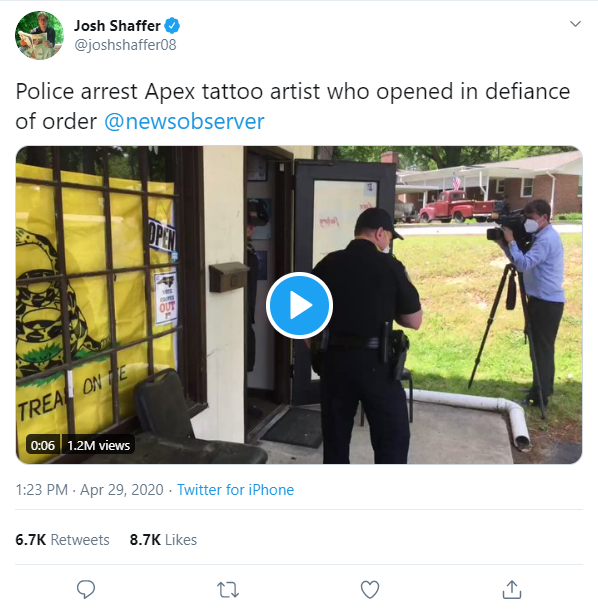 Josh Shaffer
@joshshaffer08
Police arrest Apex tattoo artist who opened in defiance
of order @newsobserver
OPEN
OUT
TREAD ON ME
0:06 1.2M views
1:23 PM · Apr 29, 2020 · Twitter for iPhone
6.7K Retweets 8.7K Likes